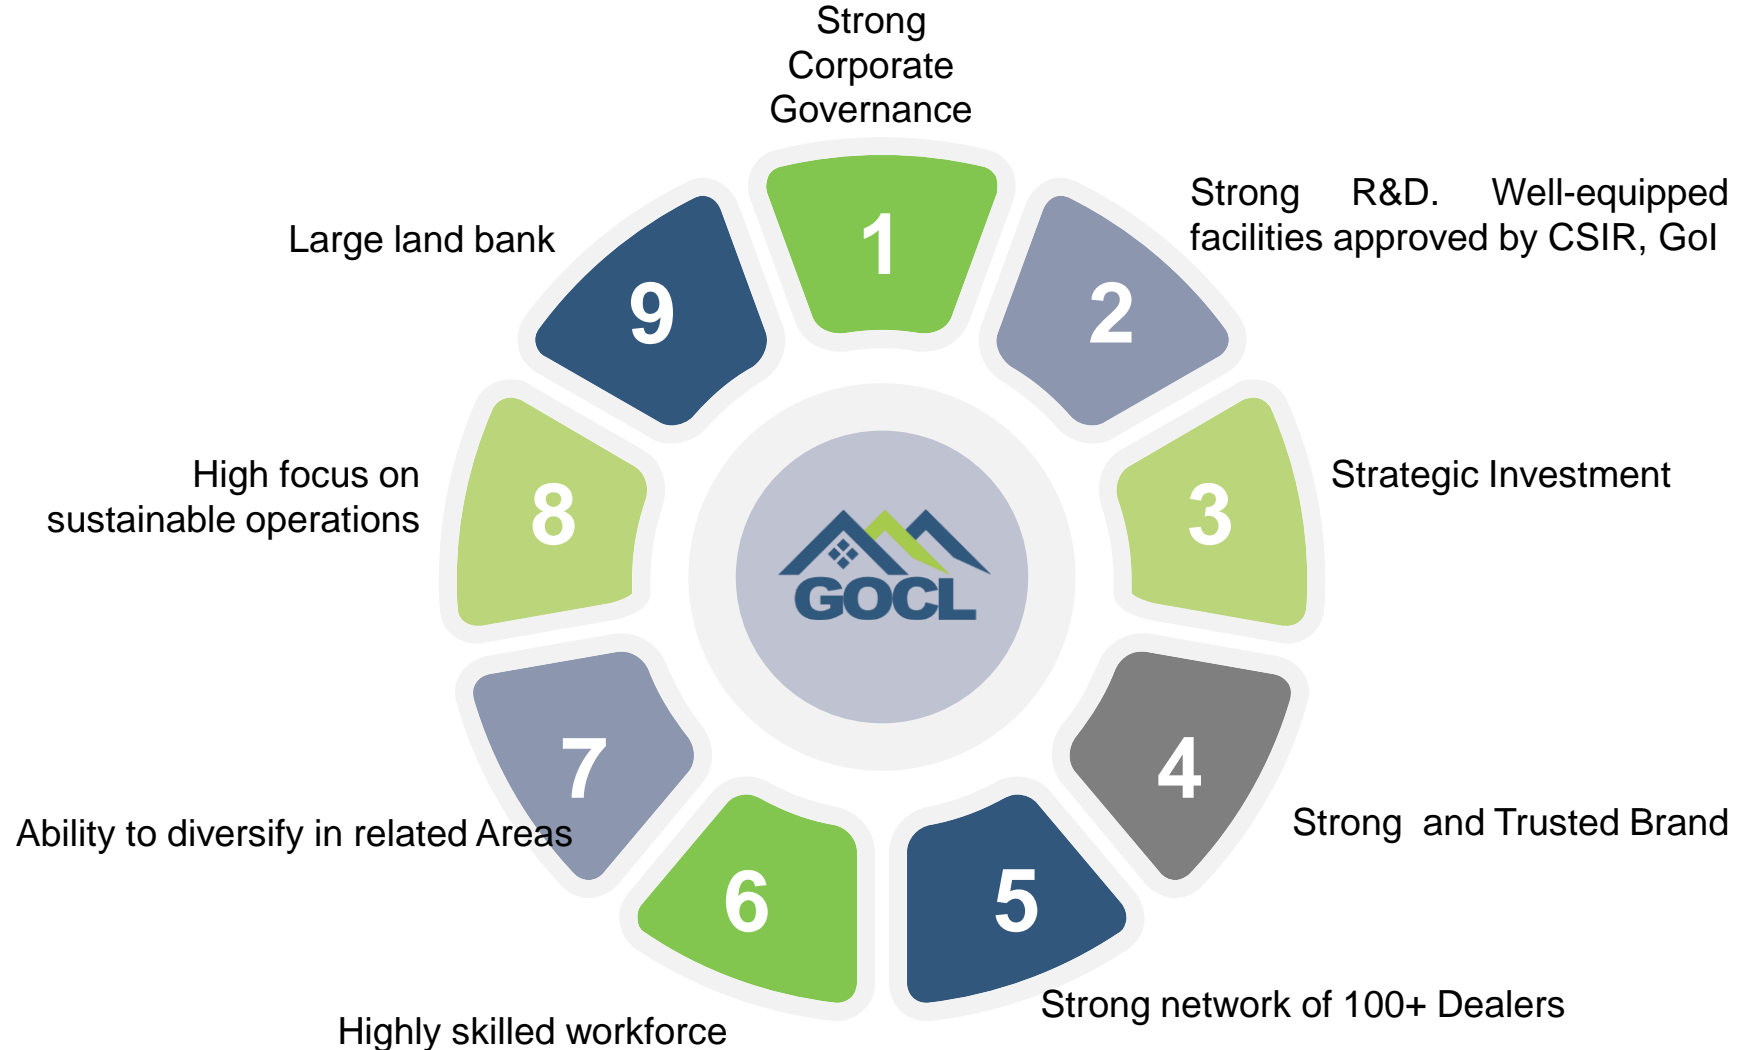 Strong
Corporate
Governance
1
Strong R&D. Well-equipped
facilities approved by CSIR, GoI
2
Strategic Investment
3
Strong and Trusted Brand
4
Strong network of 100+ Dealers
5
Highly skilled workforce
6
Ability to diversify in related Areas
7
High focus on
sustainable operations
8
Large land bank
9
GOCL